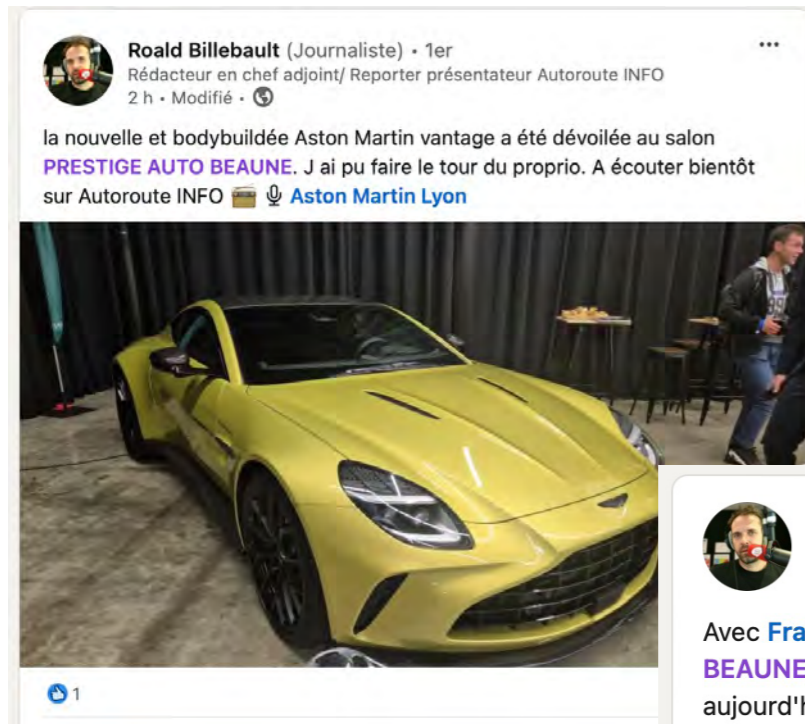 Roald Billebault (Journaliste) • 1er
Rédacteur en chef adjoint/ Reporter présentateur Autoroute INFO
2 h • Modifié •
la nouvelle et bodybuildée Aston Martin vantage a été dévoilée au salon
PRESTIGE AUTO BEAUNE. J ai pu faire le tour du proprio. A écouter bientôt
sur Autoroute INFO 📻 🎙 Aston Martin Lyon
1
Avec Fra
BEAUNE
aujourd'h